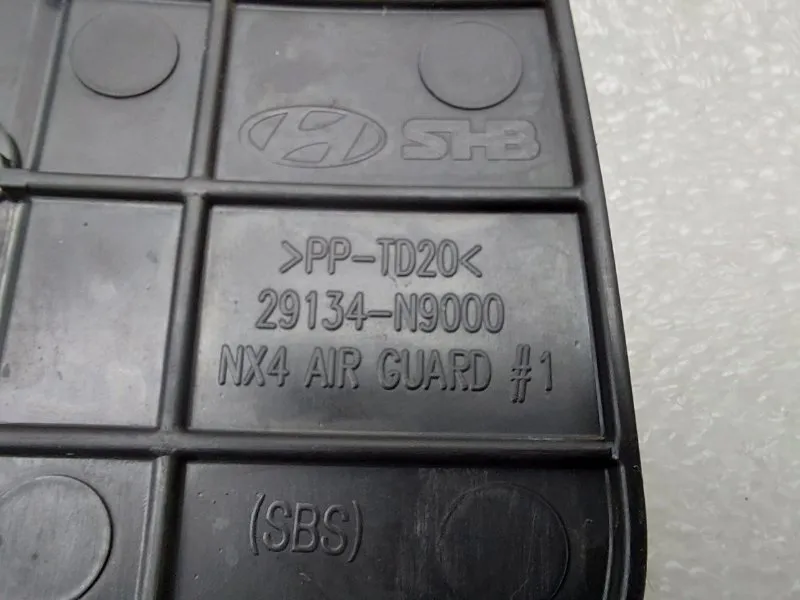 SHB
>PP-TD20<
29134-N9000
NX4 AIR GUARD #1
(SBS)